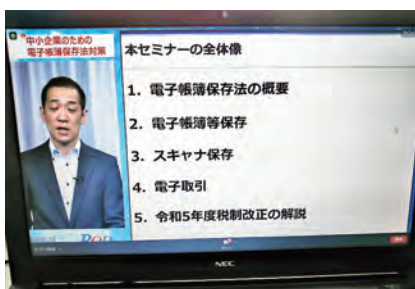 中小企業のための
電子帳簿保存法対策
本セミナーの全体像
1. 電子帳簿保存法の概要
2. 電子帳簿等保存
3. スキャナ保存
4. 電子取引
5. 令和5年度税制改正の解説
NEC